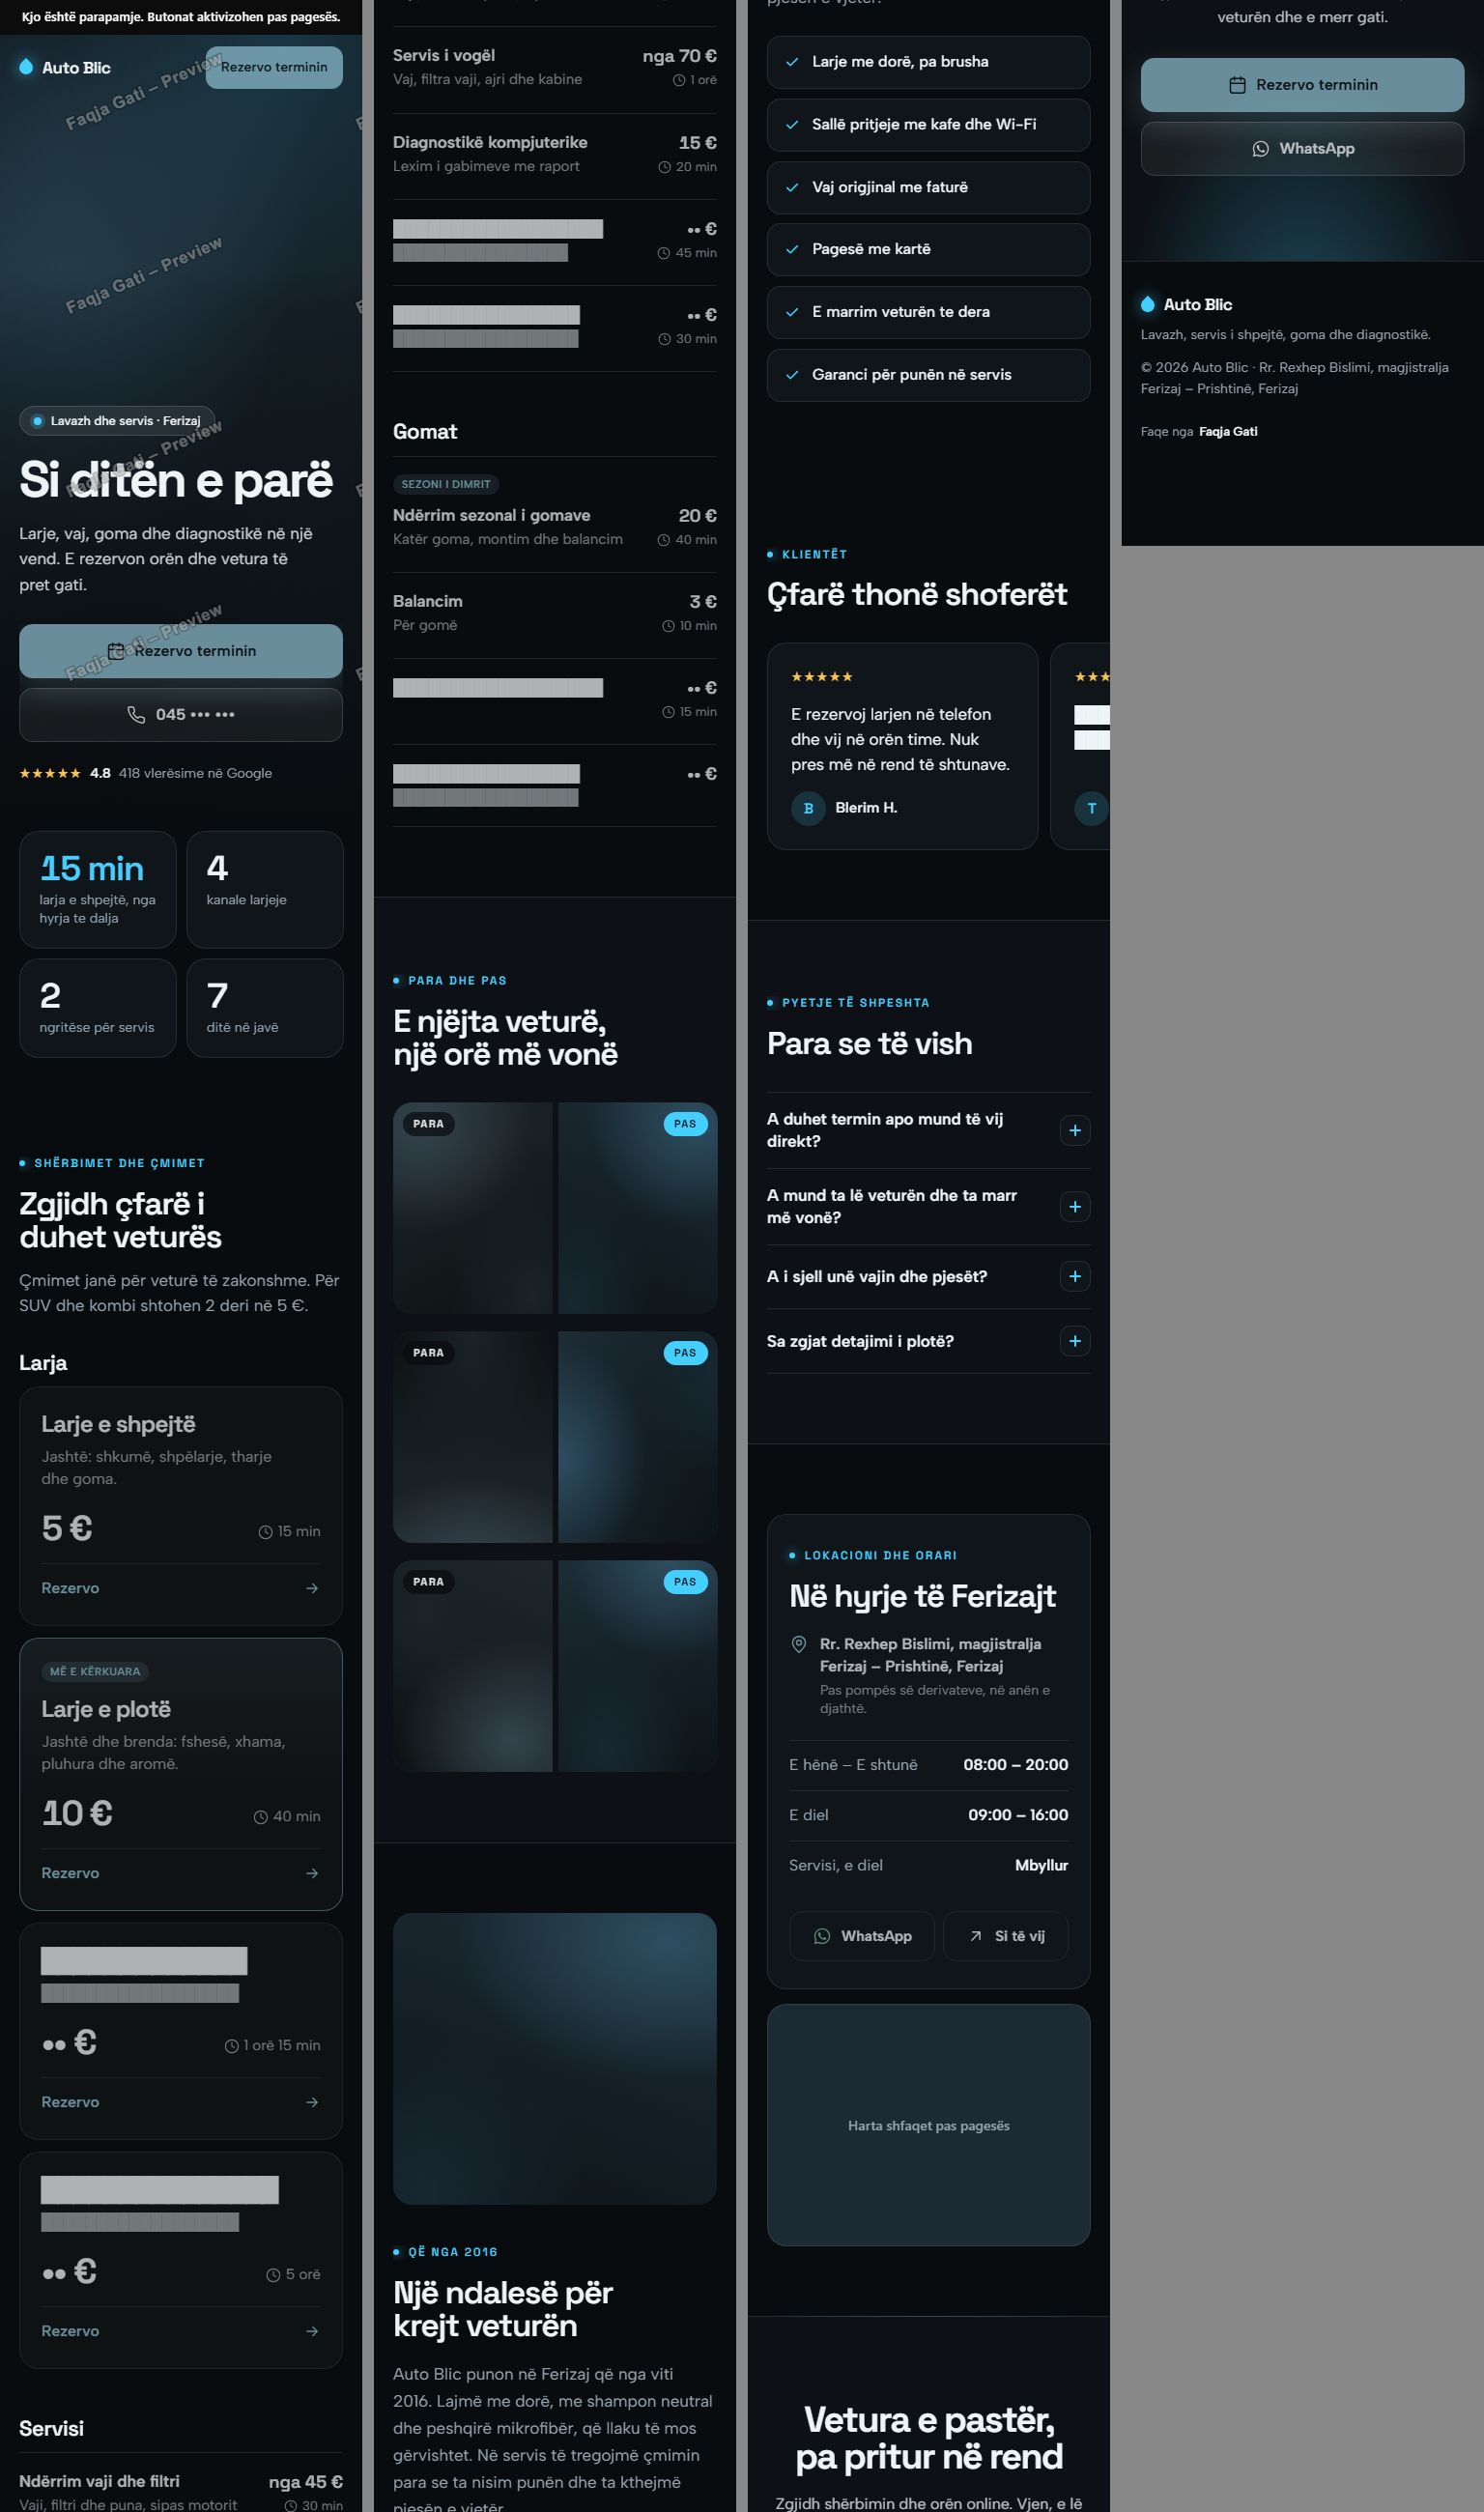 Kjo është parapamje. Butonat aktivizohen pas pagesës.
Auto Blic
Rezervo terminin
Faqja Gati – Preview
Faqja Gati – Preview
Lavazh dhe servis · Ferizaj
Faqja Gati – Preview
Si ditën e parë
Larje, vaj, goma dhe diagnostikë në një
vend. E rezervon orën dhe vetura të
pret gati.
Faqja Gati – Preview
Rezervo terminin
045 ••• •••
★★★★★ 4.8 418 vlerësime në Google
15 min
larja e shpejtë, nga
hyrja te dalja
4
kanale larjeje
2
ngritëse për servis
7
ditë në javë
SHËRBIMET DHE ÇMIMET
Zgjidh çfarë i
duhet veturës
Çmimet janë për veturë të zakonshme. Për
SUV dhe kombi shtohen 2 deri në 5 €.
Larja
Larje e shpejtë
Jashtë: shkumë, shpëlarje, tharje
dhe goma.
5 €
15 min
Rezervo →
MË E KËRKUARA
Larje e plotë
Jashtë dhe brenda: fshesë, xhama,
pluhura dhe aromë.
10 €
40 min
Rezervo →
•• €
1 orë 15 min
Rezervo →
•• €
5 orë
Rezervo →
Servisi
Ndërrim vaji dhe filtri
nga 45 €
Vaji, filtri dhe puna, sipas motorit
30 min
Servis i vogël
nga 70 €
Vaj, filtra vaji, ajri dhe kabine
1 orë
Diagnostikë kompjuterike
15 €
Lexim i gabimeve me raport
20 min
•• €
45 min
•• €
30 min
Gomat
SEZONI I DIMRIT
Ndërrim sezonal i gomave
20 €
Katër goma, montim dhe balancim
40 min
Balancim
3 €
Për gomë
10 min
•• €
15 min
•• €
PARA DHE PAS
E njëjta veturë,
një orë më vonë
PARA
PAS
PARA
PAS
PARA
PAS
QË NGA 2016
Një ndalesë për
krejt veturën
Auto Blic punon në Ferizaj që nga viti
2016. Lajmë me dorë, me shampon neutral
dhe peshqirë mikrofibër, që llaku të mos
gërvishtet. Në servis të tregojmë çmimin
para se ta nisim punën dhe ta kthejmë
pjesën e vjetër.
Larje me dorë, pa brusha
Sallë pritjeje me kafe dhe Wi-Fi
Vaj origjinal me faturë
Pagesë me kartë
E marrim veturën te dera
Garanci për punën në servis
KLIENTËT
Çfarë thonë shoferët
★★★★★
E rezervoj larjen në telefon
dhe vij në orën time. Nuk
pres më në rend të shtunave.
B
Blerim H.
★★★
T
PYETJE TË SHPESHTA
Para se të vish
A duhet termin apo mund të vij
direkt?
A mund ta lë veturën dhe ta marr
më vonë?
A i sjell unë vajin dhe pjesët?
Sa zgjat detajimi i plotë?
LOKACIONI DHE ORARI
Në hyrje të Ferizajt
Rr. Rexhep Bislimi, magjistralja
Ferizaj – Prishtinë, Ferizaj
Pas pompës së derivateve, në anën e
djathtë.
E hënë – E shtunë
08:00 – 20:00
E diel
09:00 – 16:00
Servisi, e diel
Mbyllur
WhatsApp
Si të vij
Harta shfaqet pas pagesës
Vetura e pastër,
pa pritur në rend
Zgjidh shërbimin dhe orën online. Vjen, e lë
veturën dhe e merr gati.
Rezervo terminin
WhatsApp
Auto Blic
Lavazh, servis i shpejtë, goma dhe diagnostikë.
© 2026 Auto Blic · Rr. Rexhep Bislimi, magjistralja
Ferizaj – Prishtinë, Ferizaj
Faqe nga Faqja Gati